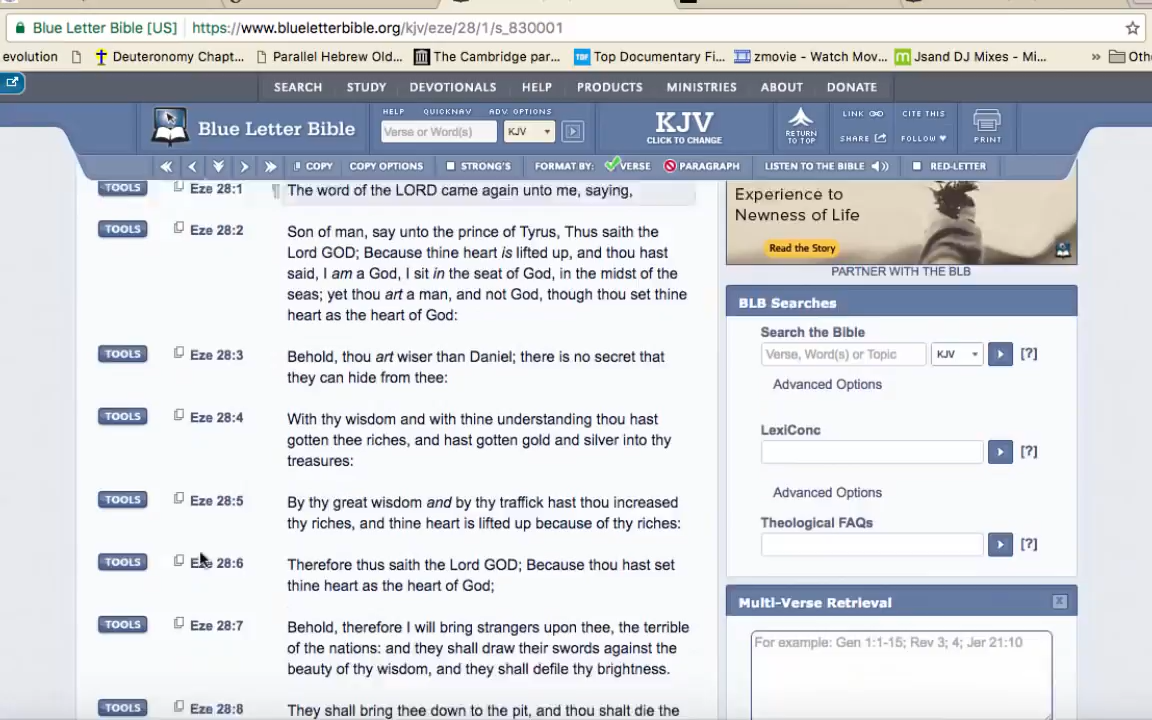 Blue Letter Bible [US] https://www.blueletterbible.org/kjv/eze/28/1/s_830001
evolution Deuteronomy Chapt... Parallel Hebrew Old... The Cambridge par... TDF Top Documentary Fi... zmovie - Watch Mov... Jsand DJ Mixes - Mi... » Oth
SEARCH STUDY DEVOTIONALS HELP PRODUCTS MINISTRIES ABOUT DONATE
HELP QUICKNAV ADV OPTIONS
Blue Letter Bible
Verse or Word(s) KJV
KJV
CLICK TO CHANGE
RETURN
TO TOP
LINK CITE THIS
SHARE FOLLOW
PRINT
COPY COPY OPTIONS STRONG'S FORMAT BY: VERSE PARAGRAPH LISTEN TO THE BIBLE RED-LETTER
TOOLS Eze 28:1 ¶ The word of the LORD came again unto me, saying,
TOOLS Eze 28:2 Son of man, say unto the prince of Tyrus, Thus saith the
Lord GOD; Because thine heart is lifted up, and thou hast
said, I am a God, I sit in the seat of God, in the midst of the
seas; yet thou art a man, and not God, though thou set thine
heart as the heart of God:
TOOLS Eze 28:3 Behold, thou art wiser than Daniel; there is no secret that
they can hide from thee:
TOOLS Eze 28:4 With thy wisdom and with thine understanding thou hast
gotten thee riches, and hast gotten gold and silver into thy
treasures:
TOOLS Eze 28:5 By thy great wisdom and by thy traffick hast thou increased
thy riches, and thine heart is lifted up because of thy riches:
TOOLS Eze 28:6 Therefore thus saith the Lord GOD; Because thou hast set
thine heart as the heart of God;
TOOLS Eze 28:7 Behold, therefore I will bring strangers upon thee, the terrible
of the nations: and they shall draw their swords against the
beauty of thy wisdom, and they shall defile thy brightness.
TOOLS Eze 28:8 They shall bring thee down to the pit, and thou shalt die the
Experience to
Newness of Life
Read the Story
PARTNER WITH THE BLB
BLB Searches
Search the Bible
Verse, Word(s) or Topic KJV [?]
Advanced Options
LexiConc
[?]
Advanced Options
Theological FAQs
[?]
Multi-Verse Retrieval x
For example: Gen 1:1-15; Rev 3; 4; Jer 21:10